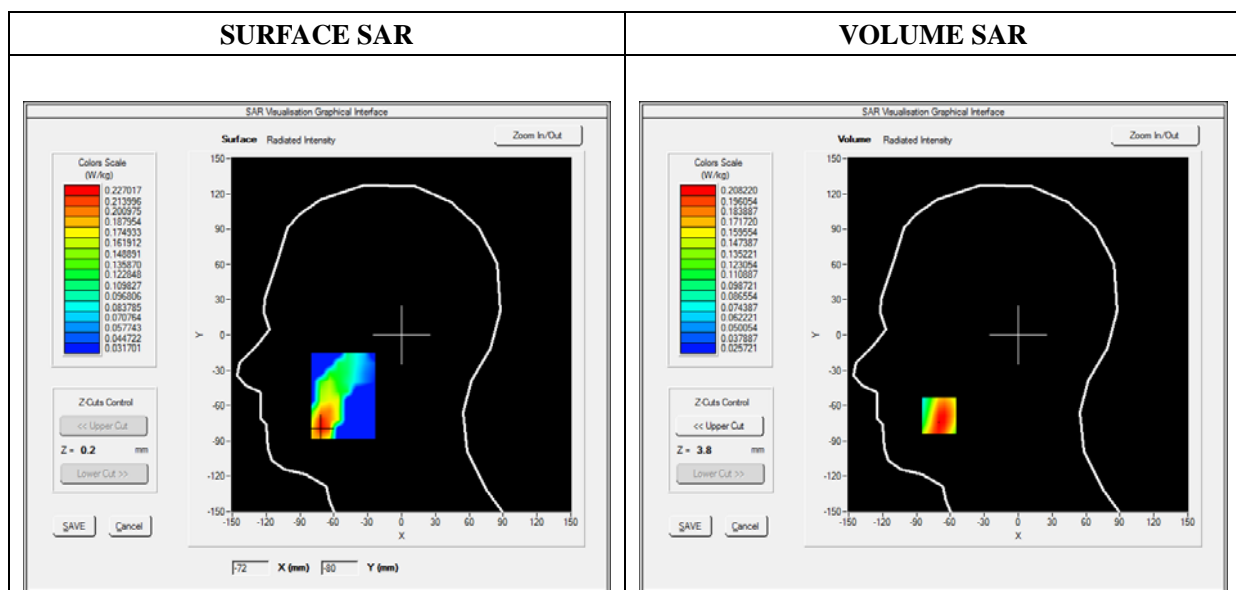 SURFACE SAR
VOLUME SAR
SAR Visualisation Graphical Interface
Surface Radiated Intensity
Zoom In/Out
Colors Scale
(W/kg)
0.227017
0.213996
0.200975
0.187954
0.174933
0.161912
0.148891
0.135870
0.122848
0.109827
0.096806
0.083785
0.070764
0.057743
0.044722
0.031701
Z-Cuts Control
<< Upper Cut
Z = 0.2 mm
Lower Cut >>
SAVE Cancel
150
120
90
60
30
0
-30
-60
-90
-120
-150
Y
-150 -120 -90 -60 -30 0 30 60 90 120 150
X
-72 X (mm) -80 Y (mm)
SAR Visualisation Graphical Interface
Volume Radiated Intensity
Zoom In/Out
Colors Scale
(W/kg)
0.208220
0.196054
0.183887
0.171720
0.159554
0.147387
0.135221
0.123054
0.110887
0.098721
0.086554
0.074387
0.062221
0.050054
0.037887
0.025721
Z-Cuts Control
<< Upper Cut
Z = 3.8 mm
Lower Cut >>
SAVE Cancel
150
120
90
60
30
0
-30
-60
-90
-120
-150
Y
-150 -120 -90 -60 -30 0 30 60 90 120 150
X